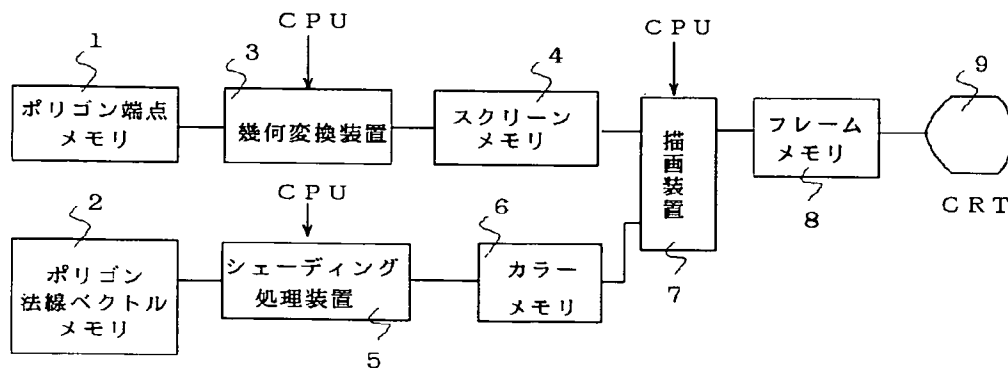 CPU
CPU
1
3
4
9
ポリゴン端点
メモリ
幾何変換装置
スクリーン
メモリ
描画装置
フレーム
メモリ
8
CRT
CPU
2
6
ポリゴン
法線ベクトル
メモリ
シェーディング
処理装置
5
カラー
メモリ
7